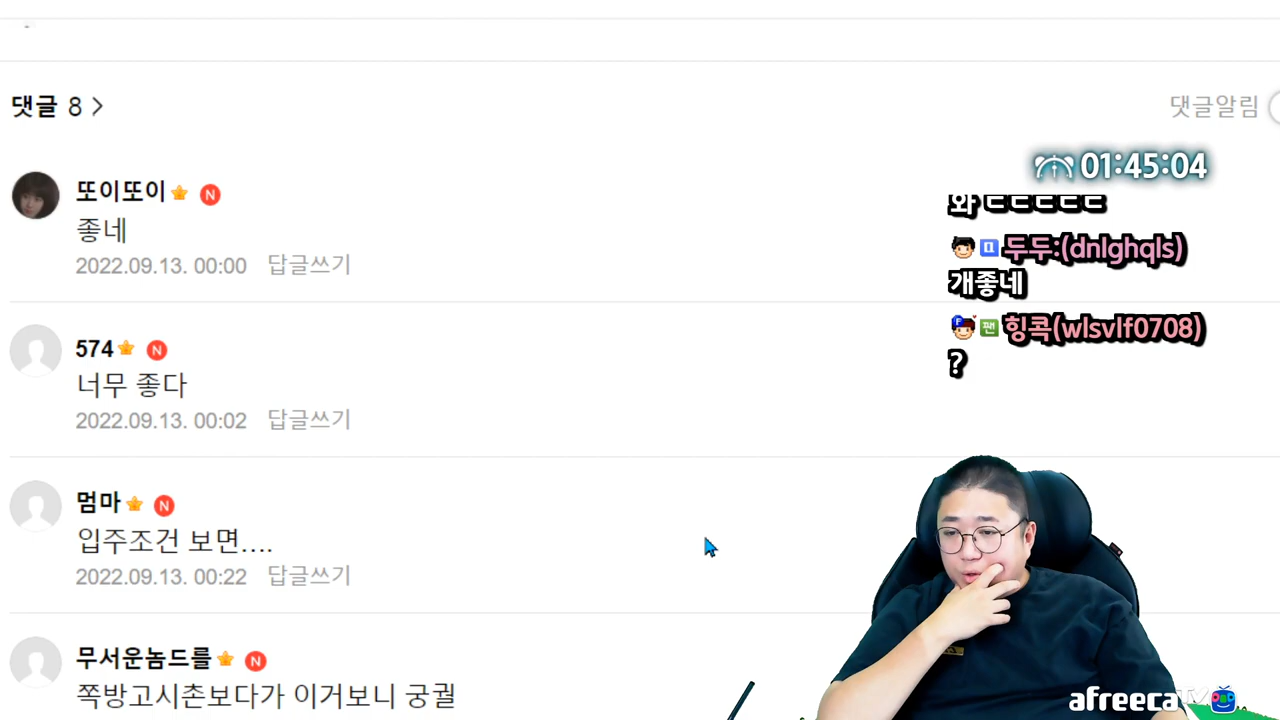 댓글 8 >
댓글알림
01:45:04
와 ㄷㄷㄷㄷㄷ
두두:(dnlghqls)
개좋네
팬 힝콕(wlsvlf0708)
?
또이또이 N
좋네
2022.09.13. 00:00 답글쓰기
574 N
너무 좋다
2022.09.13. 00:02 답글쓰기
멈마 N
입주조건 보면....
2022.09.13. 00:22 답글쓰기
무서운놈드를 N
쪽방고시촌보다가 이거보니 궁궐
afreecaTV